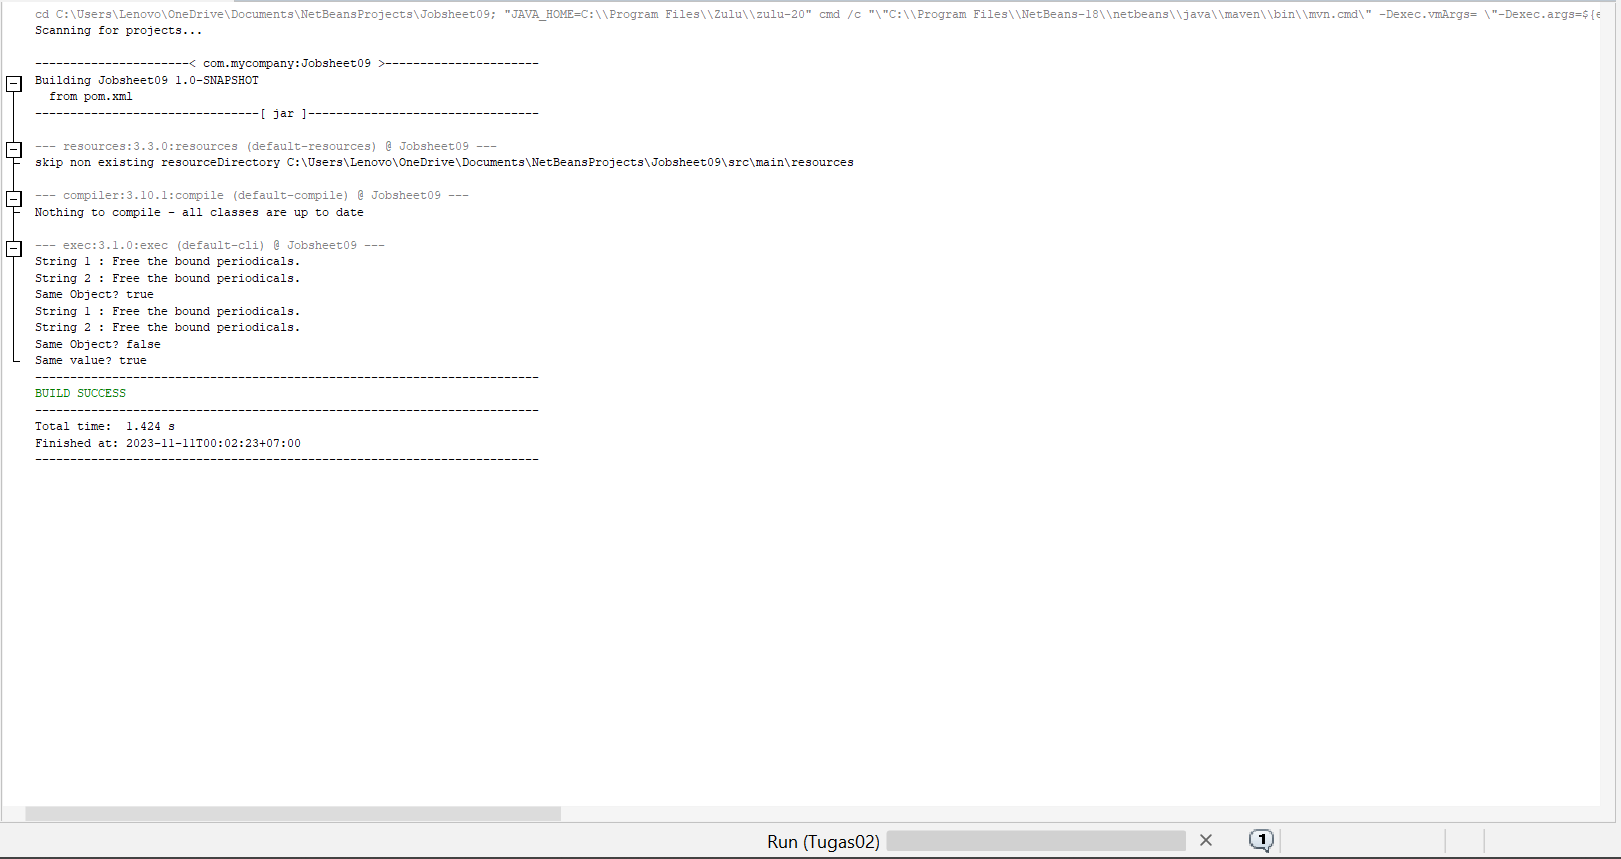 cd C:\Users\Lenovo\OneDrive\Documents\NetBeansProjects\Jobsheet09; "JAVA_HOME=C:\\Program Files\\Zulu\\zulu-20" cmd /c "\"C:\\Program Files\\NetBeans-18\\netbeans\\java\\maven\\bin\\mvn.cmd\" -Dexec.vmArgs= \"-Dexec.args=${e
Scanning for projects...
----------------------< com.mycompany:Jobsheet09 >----------------------
Building Jobsheet09 1.0-SNAPSHOT
  from pom.xml
--------------------------------[ jar ]---------------------------------
--- resources:3.3.0:resources (default-resources) @ Jobsheet09 ---
skip non existing resourceDirectory C:\Users\Lenovo\OneDrive\Documents\NetBeansProjects\Jobsheet09\src\main\resources
--- compiler:3.10.1:compile (default-compile) @ Jobsheet09 ---
Nothing to compile - all classes are up to date
--- exec:3.1.0:exec (default-cli) @ Jobsheet09 ---
String 1 : Free the bound periodicals.
String 2 : Free the bound periodicals.
Same Object? true
String 1 : Free the bound periodicals.
String 2 : Free the bound periodicals.
Same Object? false
Same value? true
------------------------------------------------------------------------
BUILD SUCCESS
------------------------------------------------------------------------
Total time:  1.424 s
Finished at: 2023-11-11T00:02:23+07:00
------------------------------------------------------------------------
Run (Tugas02) 1